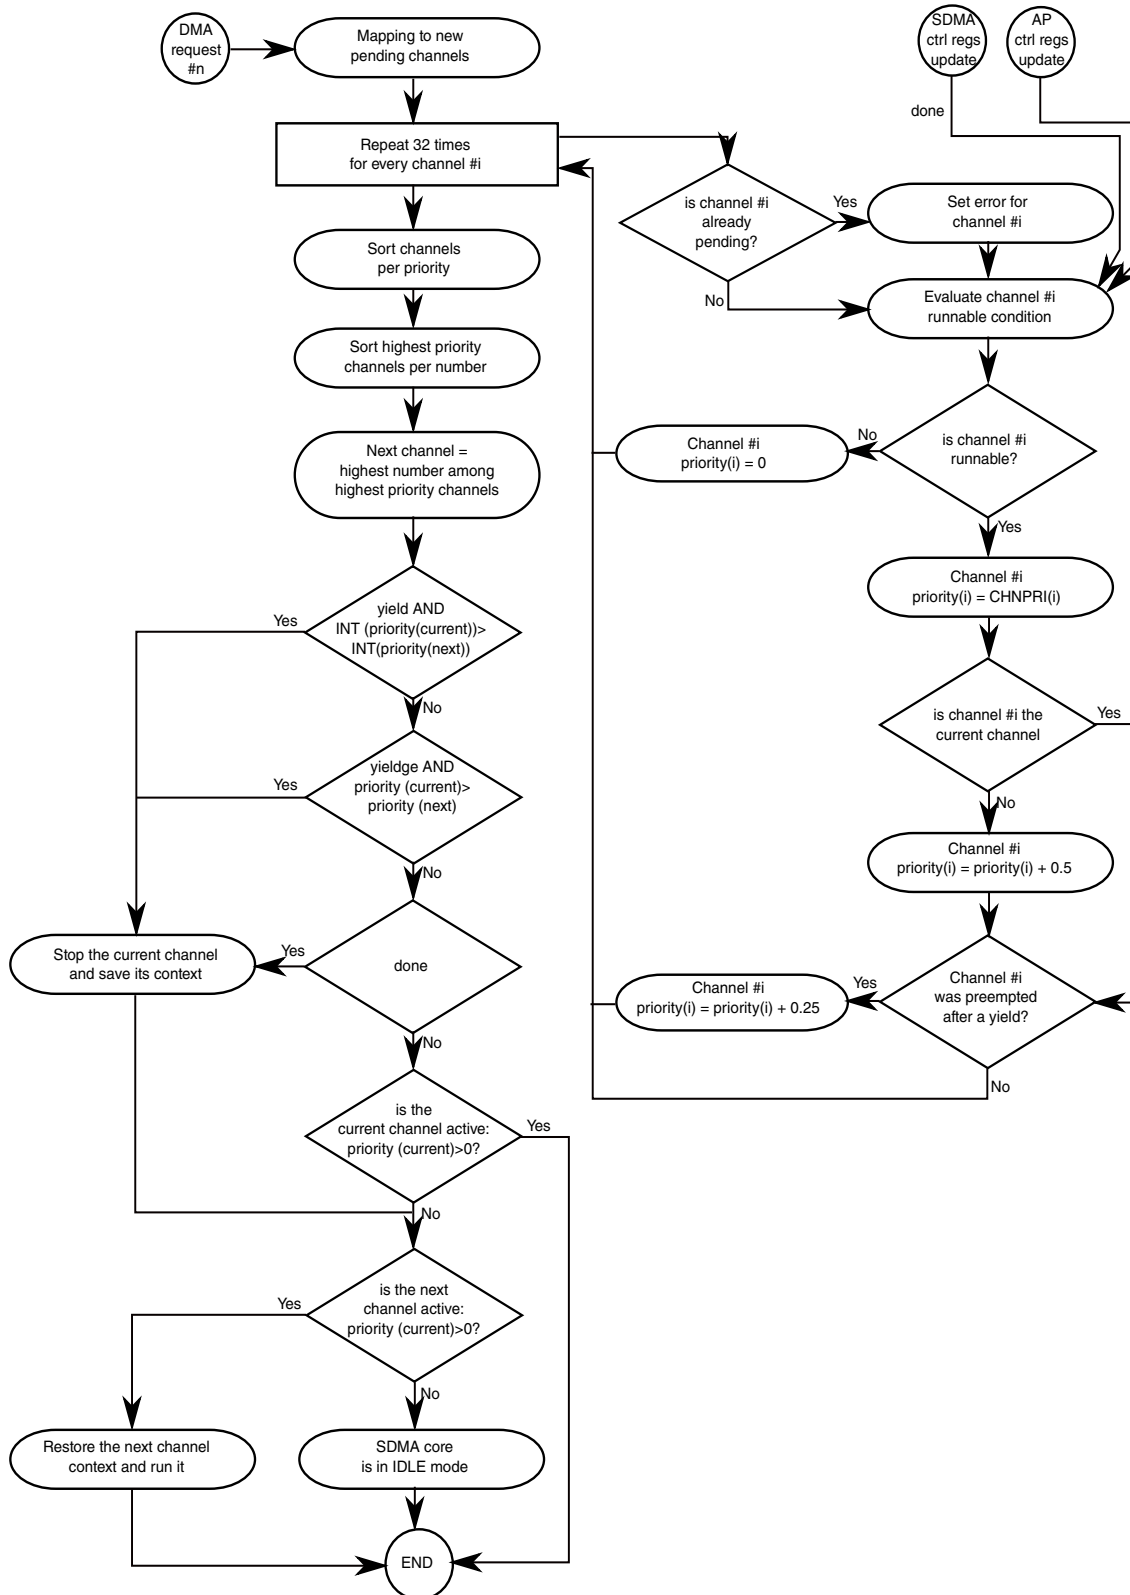 DMA
request
#n
Mapping to new
pending channels
SDMA
ctrl regs
update
AP
ctrl regs
update
done
Repeat 32 times
for every channel #i
is channel #i
already
pending?
Yes
No
Set error for
channel #i
Evaluate channel #i
runnable condition
Sort channels
per priority
Sort highest priority
channels per number
Next channel =
highest number among
highest priority channels
is channel #i
runnable?
No
Yes
Channel #i
priority(i) = 0
Channel #i
priority(i) = CHNPRI(i)
is channel #i the
current channel
Yes
No
Channel #i
priority(i) = priority(i) + 0.5
Channel #i
was preempted
after a yield?
Yes
No
Channel #i
priority(i) = priority(i) + 0.25
yield AND
INT (priority(current))>
INT(priority(next))
Yes
No
yieldge AND
priority (current)>
priority (next)
Yes
No
done
Yes
No
Stop the current channel
and save its context
is the
current channel active:
priority (current)>0?
Yes
No
is the next
channel active:
priority (current)>0?
Yes
No
Restore the next channel
context and run it
SDMA core
is in IDLE mode
END